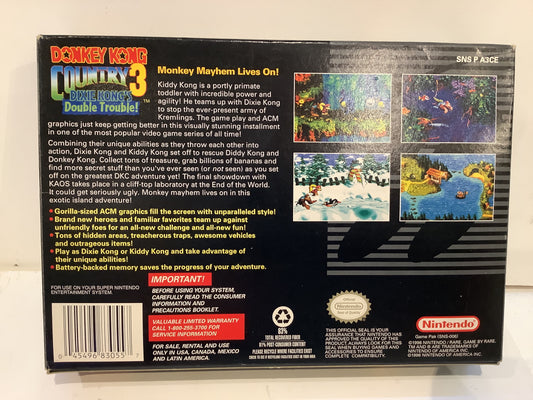 DONKEY KONG
COUNTRY 3
DIXIE KONG'S
Double Trouble!™
SNS P A3CE
Monkey Mayhem Lives On!
Kiddy Kong is a portly primate
toddler with incredible power and
agility! He teams up with Dixie Kong
to stop the ever-present army of
Kremlings. The game play and ACM
graphics just keep getting better in this visually stunning installment
in one of the most popular video game series of all time!
Combining their unique abilities as they throw each other into
action, Dixie Kong and Kiddy Kong set off to rescue Diddy Kong and
Donkey Kong. Collect tons of treasure, grab billions of bananas and
find more secret stuff than you've ever seen (or not seen) as you set
off on the greatest DKC adventure yet! The final showdown with
KAOS takes place in a cliff-top laboratory at the End of the World.
It could get seriously ugly. Monkey mayhem lives on in this
exotic island adventure!
• Gorilla-sized ACM graphics fill the screen with unparalleled style!
• Brand new heroes and familiar favorites team up against
unfriendly foes for an all-new challenge and all-new fun!
• Tons of hidden areas, treacherous traps, awesome vehicles
and outrageous items!
• Play as Dixie Kong or Kiddy Kong and take advantage of
their unique abilities!
• Battery-backed memory saves the progress of your adventure.
FOR USE ON YOUR SUPER NINTENDO
ENTERTAINMENT SYSTEM.
0 45496 83055 7
IMPORTANT!
BEFORE USING YOUR SYSTEM,
CAREFULLY READ THE CONSUMER
INFORMATION AND
PRECAUTIONS BOOKLET.
VALUABLE LIMITED WARRANTY
CALL 1-800-255-3700 FOR
SERVICE INFORMATION
FOR SALE, RENTAL AND USE
ONLY IN USA, CANADA, MEXICO
AND LATIN AMERICA.
83%
TOTAL RECOVERED FIBER
POST-CONSUMER CONTENT
PLEASE RECYCLE WHERE FACILITIES EXIST
Official
Nintendo
Seal of Quality
THIS OFFICIAL SEAL IS YOUR
ASSURANCE THAT NINTENDO HAS
APPROVED THE QUALITY OF THIS
PRODUCT. ALWAYS LOOK FOR THIS
SEAL WHEN BUYING GAMES AND
ACCESSORIES TO ENSURE
COMPLETE COMPATIBILITY.
Nintendo
Game Pak (SNS-006)
©1996 NINTENDO / RARE. GAME BY RARE.
TM AND ® ARE TRADEMARKS OF
NINTENDO OF AMERICA INC.
©1996 NINTENDO OF AMERICA INC.